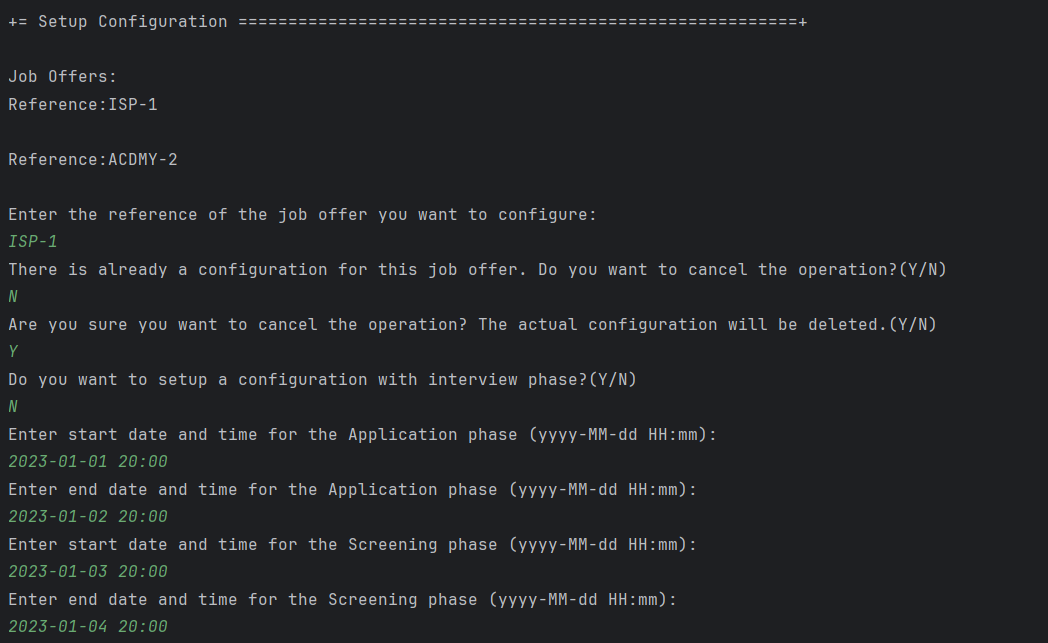 += Setup Configuration ========================================================+
Job Offers:
Reference:ISP-1
Reference:ACDMY-2
Enter the reference of the job offer you want to configure:
ISP-1
There is already a configuration for this job offer. Do you want to cancel the operation?(Y/N)
N
Are you sure you want to cancel the operation? The actual configuration will be deleted.(Y/N)
Y
Do you want to setup a configuration with interview phase?(Y/N)
N
Enter start date and time for the Application phase (yyyy-MM-dd HH:mm):
2023-01-01 20:00
Enter end date and time for the Application phase (yyyy-MM-dd HH:mm):
2023-01-02 20:00
Enter start date and time for the Screening phase (yyyy-MM-dd HH:mm):
2023-01-03 20:00
Enter end date and time for the Screening phase (yyyy-MM-dd HH:mm):
2023-01-04 20:00